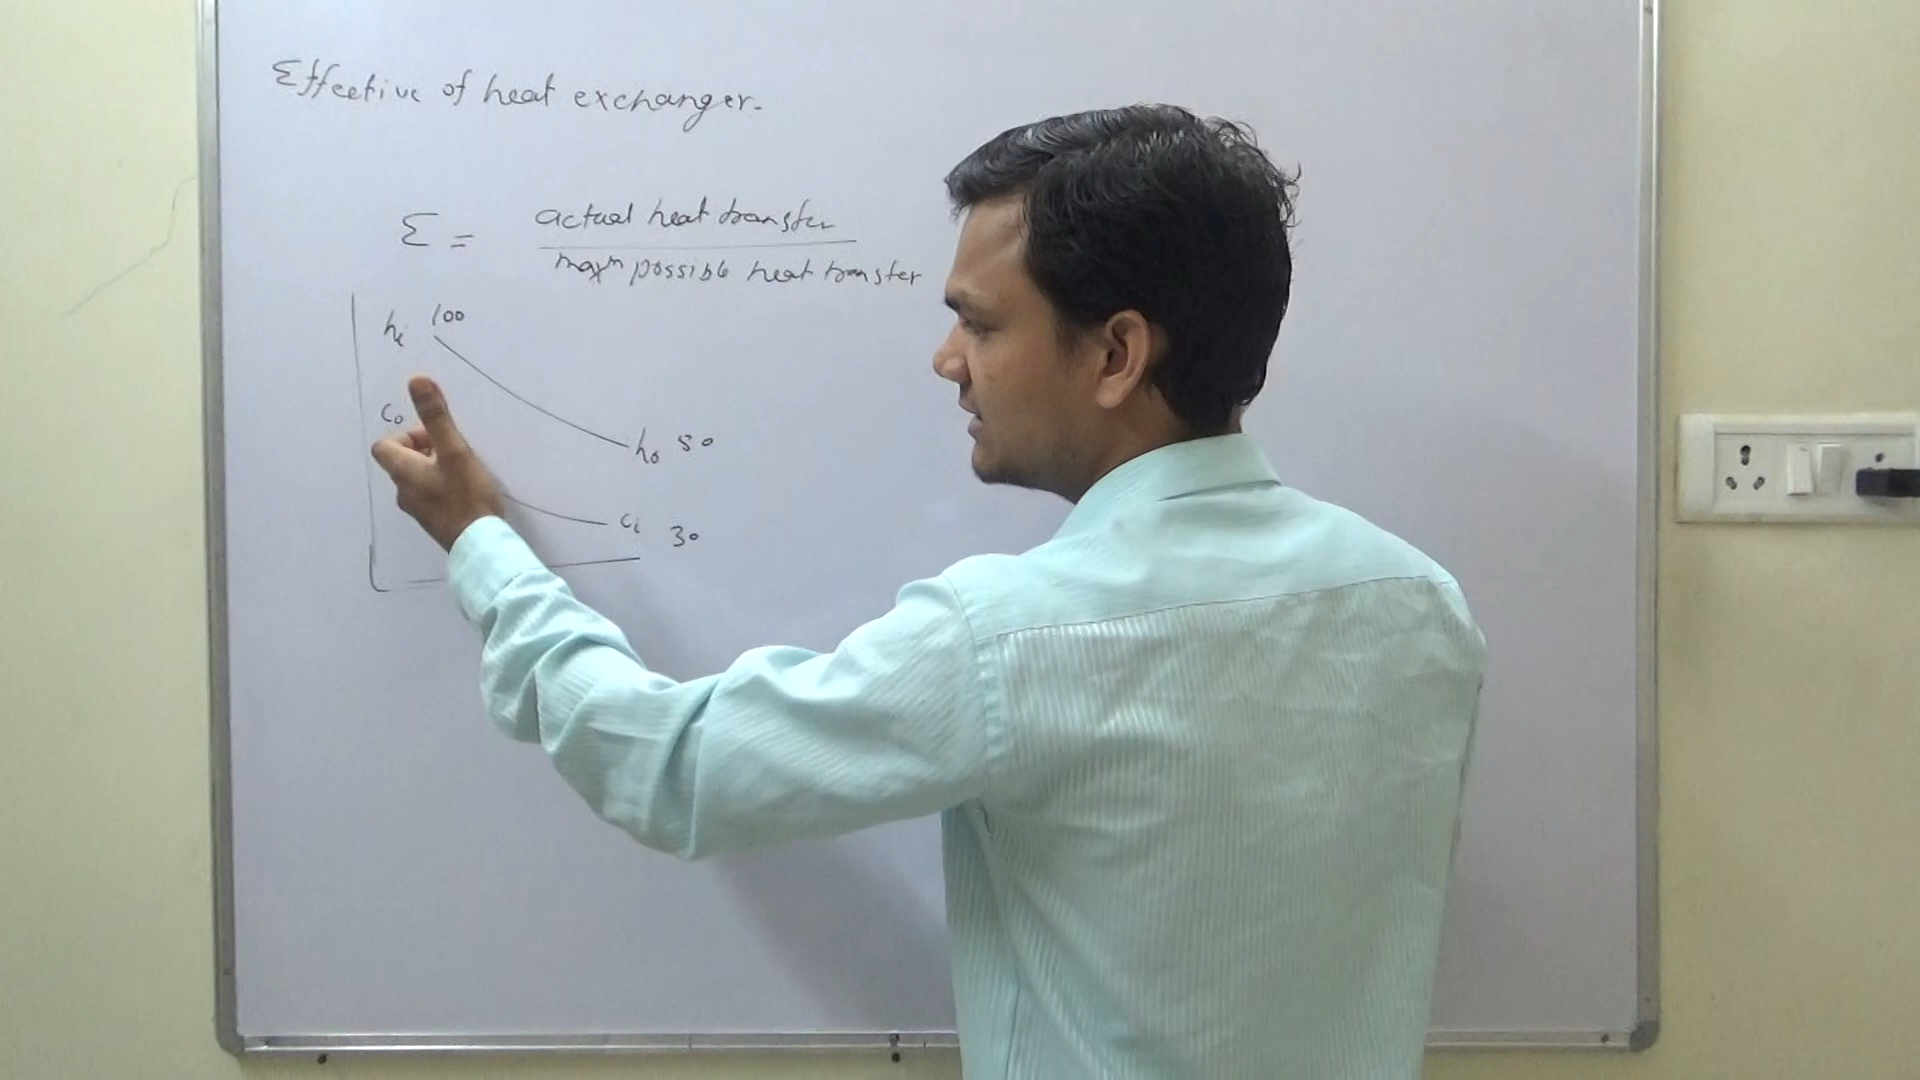 Effective of heat exchanger.
actual heat transfer
Σ =
maxm possible heat transfer
hi 100
co
ho 50
ci 30